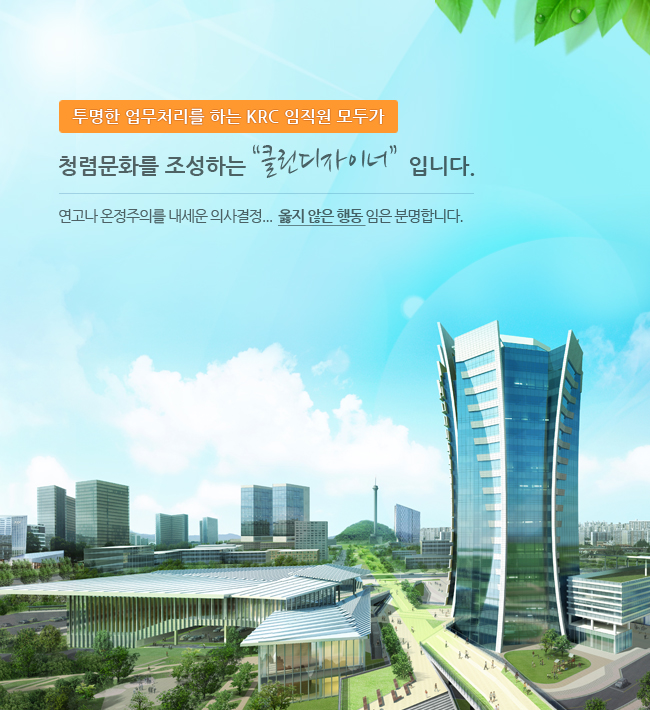 투명한 업무처리를 하는 KRC 임직원 모두가
청렴문화를 조성하는 “클린디자이너” 입니다.
연고나 온정주의를 내세운 의사결정... 옳지 않은 행동 임은 분명합니다.